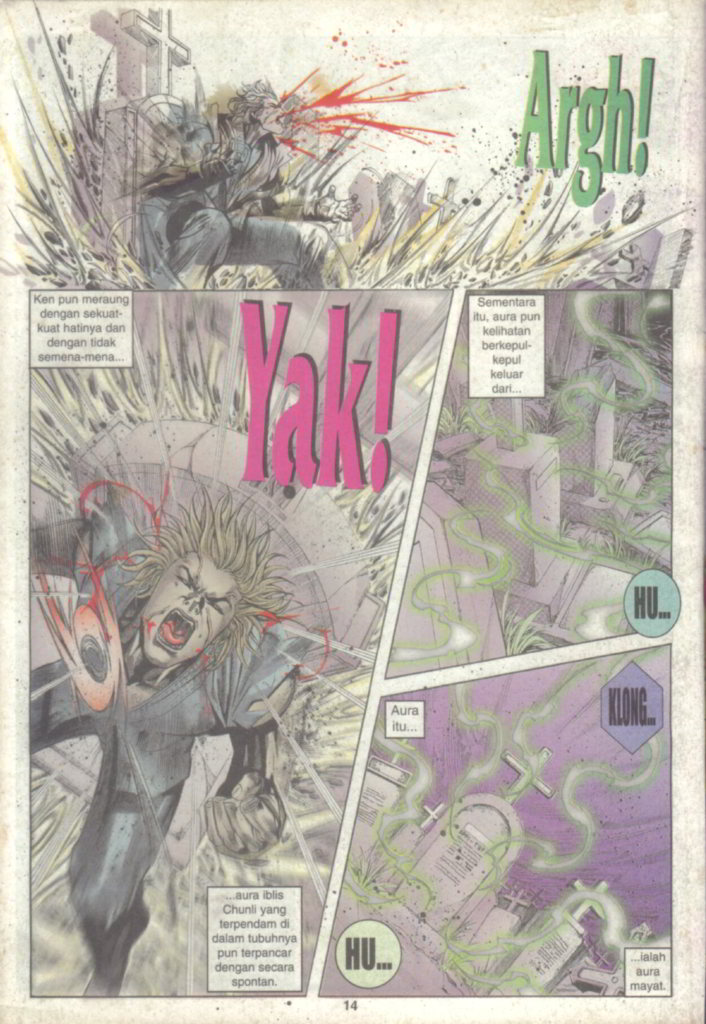 Argh!
Ken pun meraung
dengan sekuat-
kuat hatinya dan
dengan tidak
semena-mena...
Yak!
...aura iblis
Chunli yang
terpendam di
dalam tubuhnya
pun terpancar
dengan secara
spontan.
Sementara
itu, aura pun
kelihatan
berkepul-
kepul
keluar
dari...
HU...
Aura
itu...
KLONG...
HU...
...ialah
aura
mayat.
14